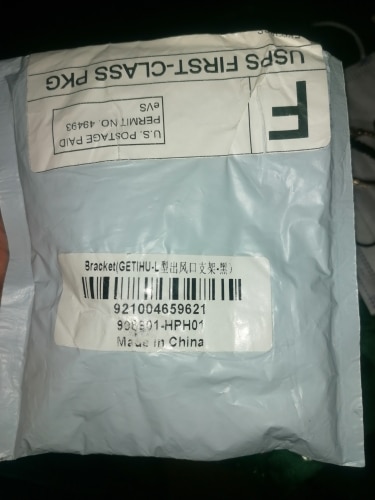 USPS FIRST-CLASS PKG
F
U.S. POSTAGE PAID
PERMIT NO. 49493
eVS
Bracket(GETIHU-L型出风口支架-黑)
921004659621
Made in China